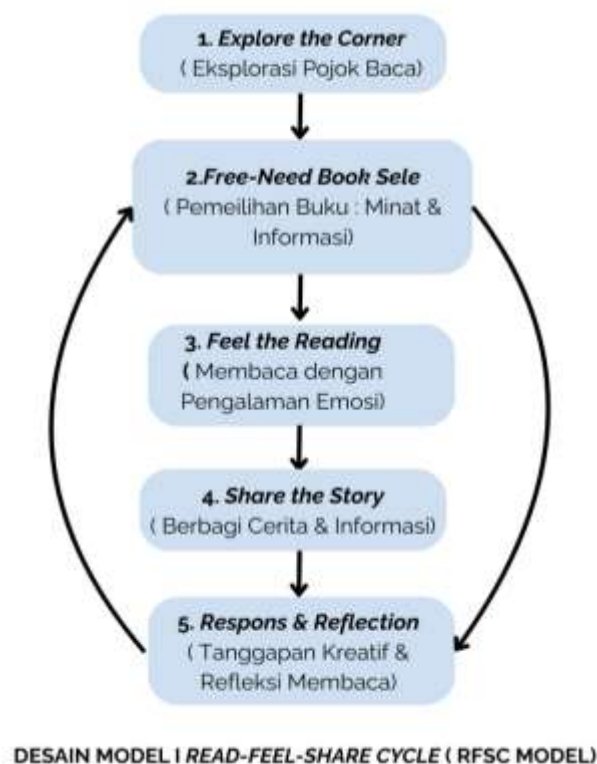 1. Explore the Corner
( Eksplorasi Pojok Baca)
2.Free-Need Book Sele
( Pemeilihan Buku : Minat &
Informasi)
3. Feel the Reading
( Membaca dengan
Pengalaman Emosi)
4. Share the Story
( Berbagi Cerita & Informasi)
5. Respons & Reflection
( Tanggapan Kreatif &
Refleksi Membaca)
DESAIN MODEL I READ-FEEL-SHARE CYCLE ( RFSC MODEL)